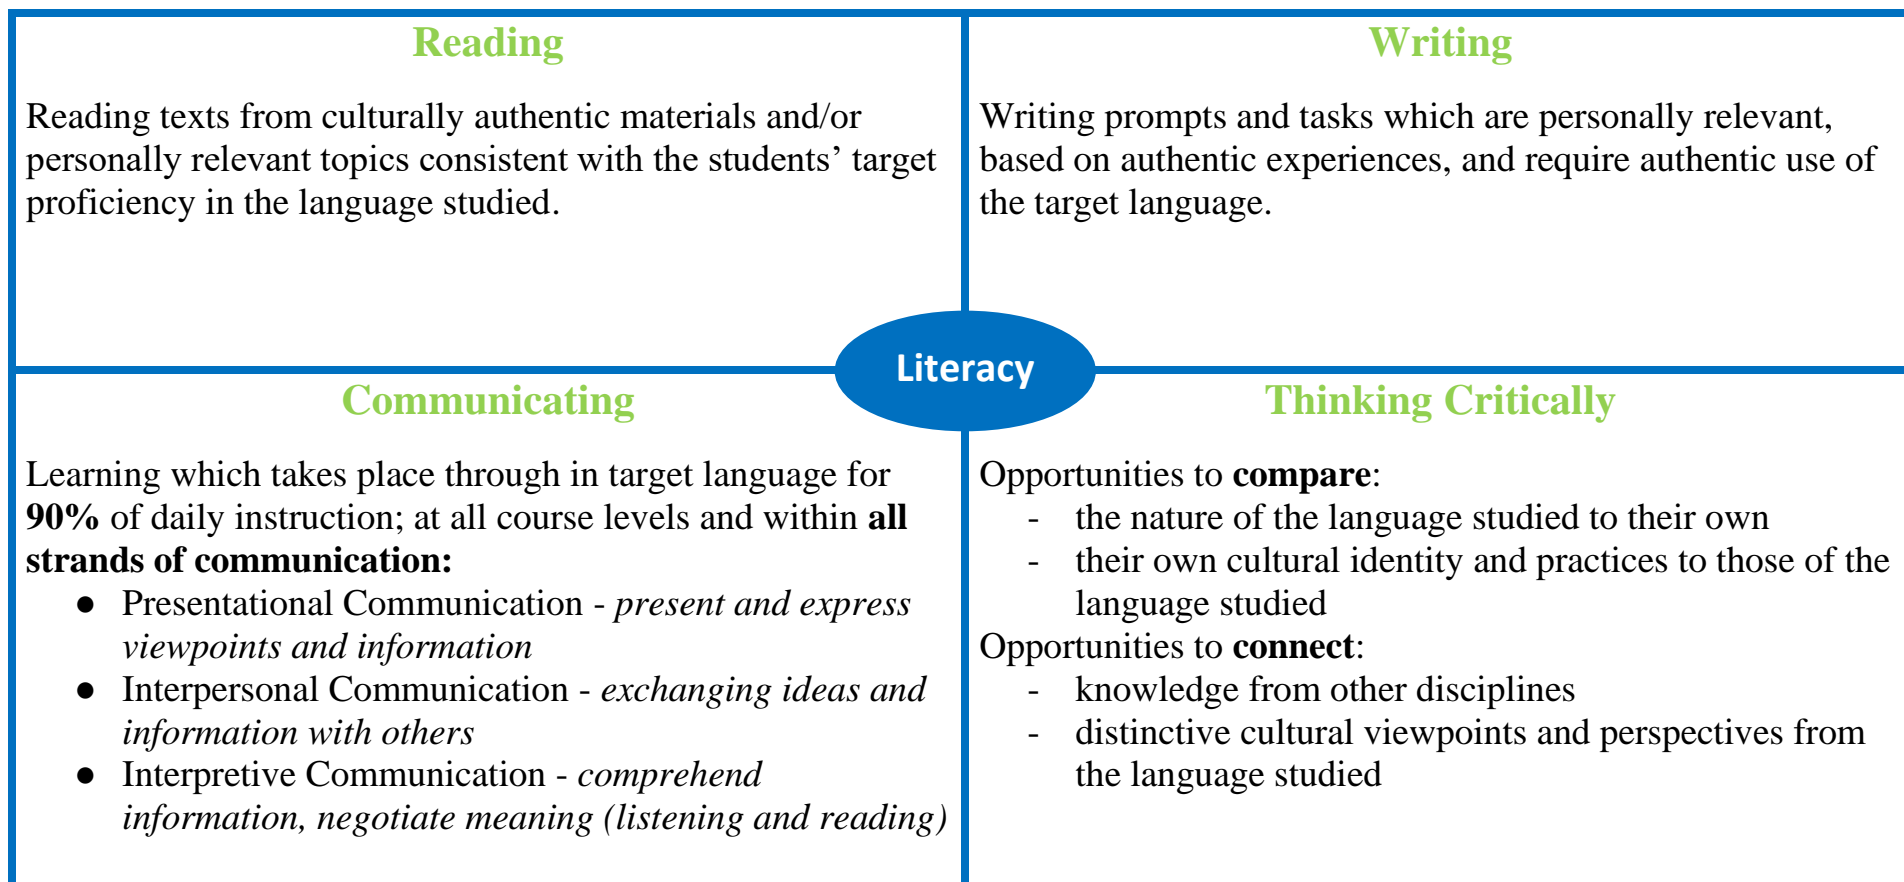 Reading
Reading texts from culturally authentic materials and/or
personally relevant topics consistent with the students’ target
proficiency in the language studied.
Writing
Writing prompts and tasks which are personally relevant,
based on authentic experiences, and require authentic use of
the target language.
Literacy
Communicating
Learning which takes place through in target language for
90% of daily instruction; at all course levels and within all
strands of communication:
● Presentational Communication - present and express
viewpoints and information
● Interpersonal Communication - exchanging ideas and
information with others
● Interpretive Communication - comprehend
information, negotiate meaning (listening and reading)
Thinking Critically
Opportunities to compare:
- the nature of the language studied to their own
- their own cultural identity and practices to those of the
language studied
Opportunities to connect:
- knowledge from other disciplines
- distinctive cultural viewpoints and perspectives from
the language studied